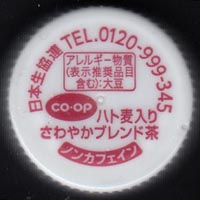 日本生協連 TEL.0120-999-345
アレルギー物質
(表示推奨品目
含む):大豆
CO·OP
ハト麦入り
さわやかブレンド茶
ノンカフェイン